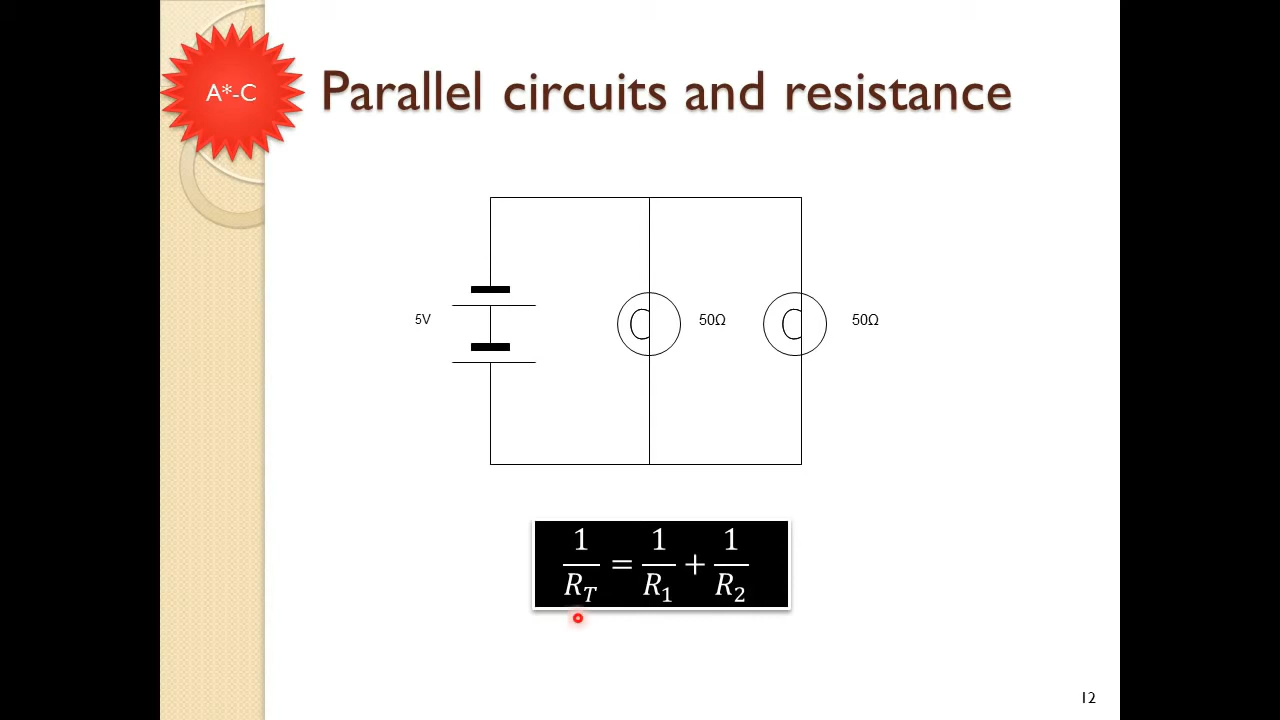 A*-C
Parallel circuits and resistance
5V
50Ω
50Ω
1/R_T = 1/R_1 + 1/R_2
12